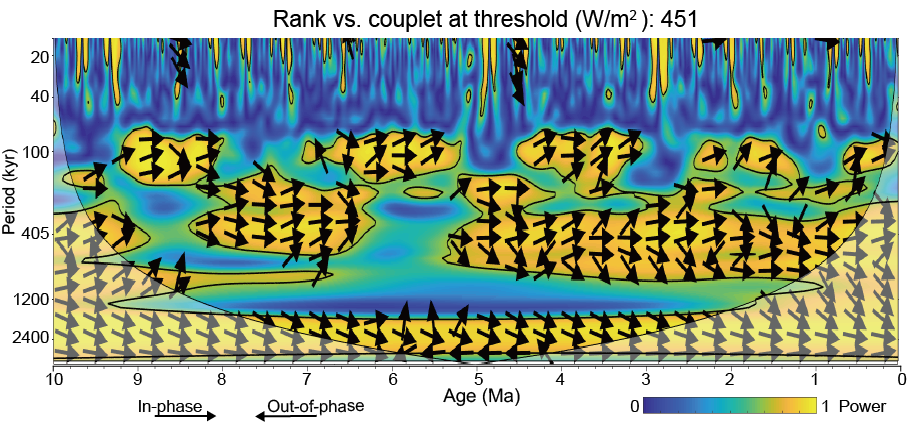 Rank vs. couplet at threshold (W/m²): 451
Period (kyr)
20
40
100
405
1200
2400
10 9 8 7 6 5 4 3 2 1 0
Age (Ma)
In-phase Out-of-phase
0 1 Power